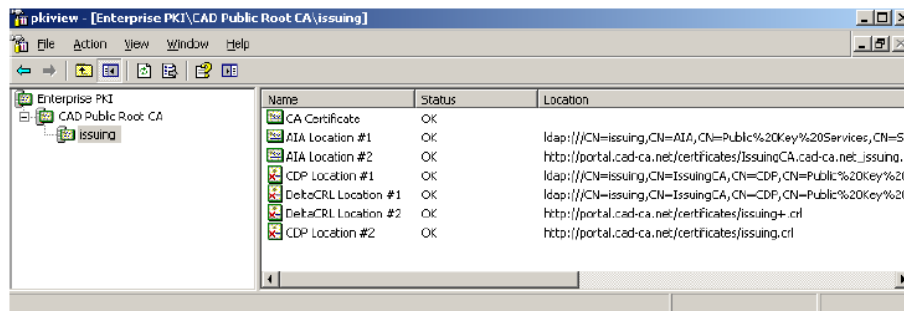 pkiview - [Enterprise PKI\CAD Public Root CA\issuing]
File Action View Window Help
Enterprise PKI
CAD Public Root CA
issuing
Name Status Location
CA Certificate OK
AIA Location #1 OK ldap:///CN=issuing,CN=AIA,CN=Public%20Key%20Services,CN=S
AIA Location #2 OK http://portal.cad-ca.net/certificates/IssuingCA.cad-ca.net_issuing.
CDP Location #1 OK ldap:///CN=issuing,CN=IssuingCA,CN=CDP,CN=Public%20Key%20
DeltaCRL Location #1 OK ldap:///CN=issuing,CN=IssuingCA,CN=CDP,CN=Public%20Key%20
DeltaCRL Location #2 OK http://portal.cad-ca.net/certificates/issuing+.crl
CDP Location #2 OK http://portal.cad-ca.net/certificates/issuing.crl